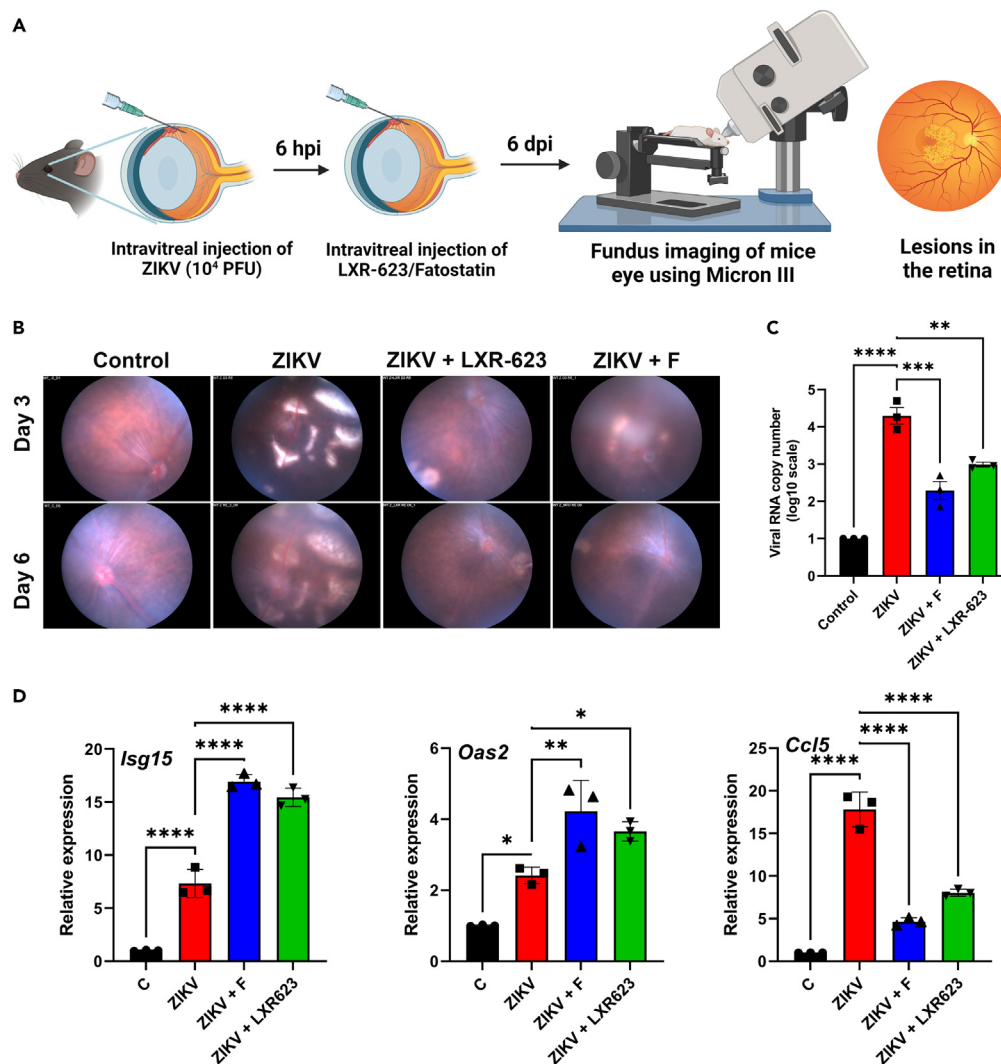 A
6 hpi
6 dpi
Intravitreal injection of
ZIKV (10⁴ PFU)
Intravitreal injection of
LXR-623/Fatostatin
Fundus imaging of mice
eye using Micron III
Lesions in
the retina
B
Control
ZIKV
ZIKV + LXR-623
ZIKV + F
Day 3
Day 6
C
**
****
***
Viral RNA copy number
(log10 scale)
5
4
3
2
1
0
Control
ZIKV
ZIKV + F
ZIKV + LXR-623
D
Isg15
****
****
****
Relative expression
20
15
10
5
0
C
ZIKV
ZIKV + F
ZIKV + LXR623
Oas2
*
**
*
Relative expression
6
4
2
0
C
ZIKV
ZIKV + F
ZIKV + LXR623
Ccl5
****
****
****
Relative expression
25
20
15
10
5
0
C
ZIKV
ZIKV + F
ZIKV + LXR623